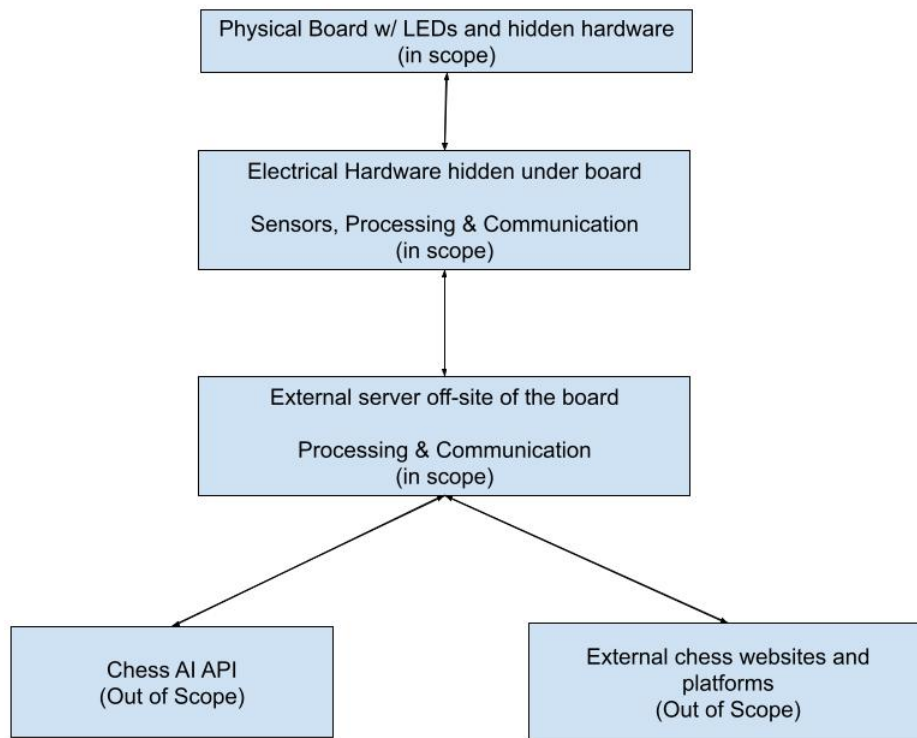 Physical Board w/ LEDs and hidden hardware
(in scope)
Electrical Hardware hidden under board
Sensors, Processing & Communication
(in scope)
External server off-site of the board
Processing & Communication
(in scope)
Chess AI API
(Out of Scope)
External chess websites and
platforms
(Out of Scope)